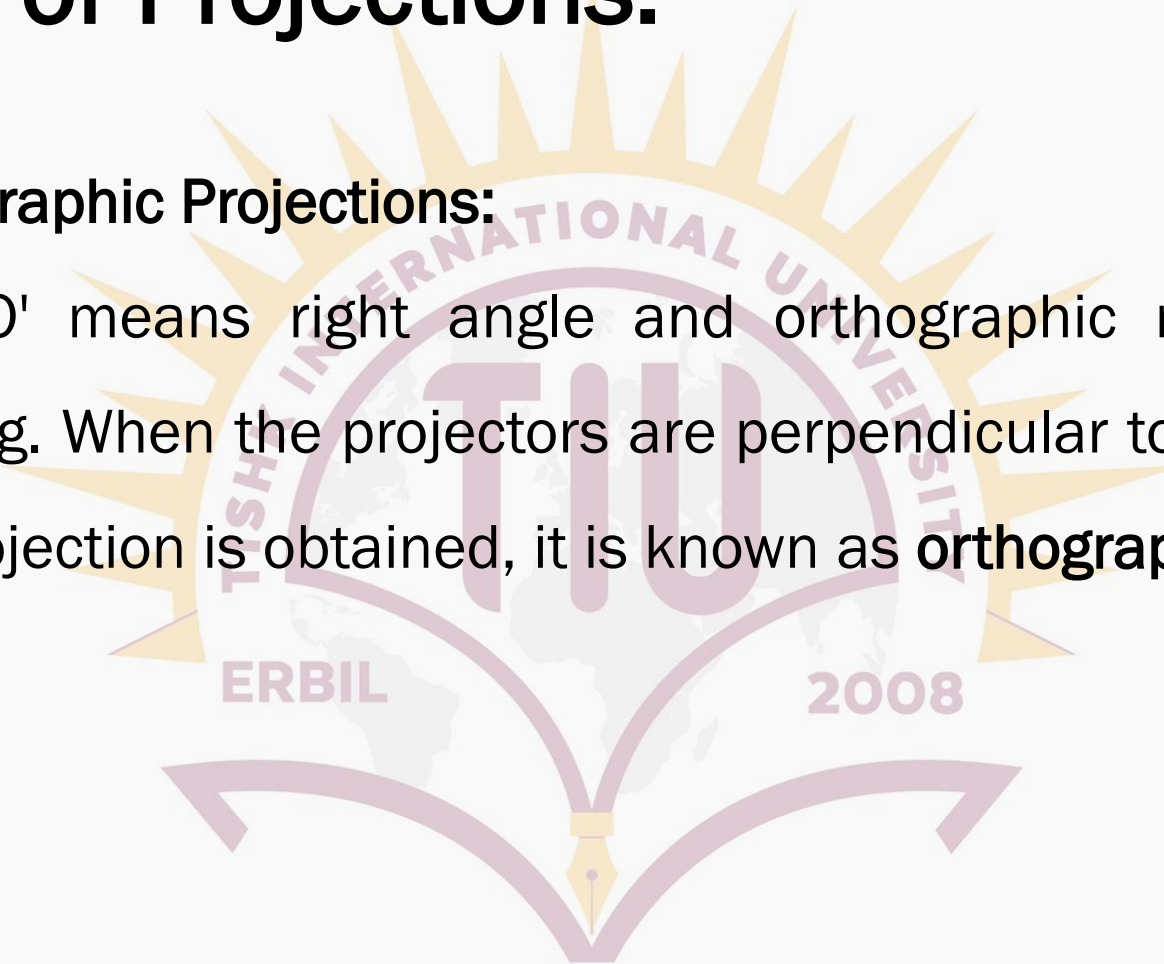 of Projections:
raphic Projections:
O' means right angle and orthographic
g. When the projectors are perpendicular to
ojection is obtained, it is known as orthograp
TISHK INTERNATIONAL UNIVERSITY
TIU
ERBIL 2008